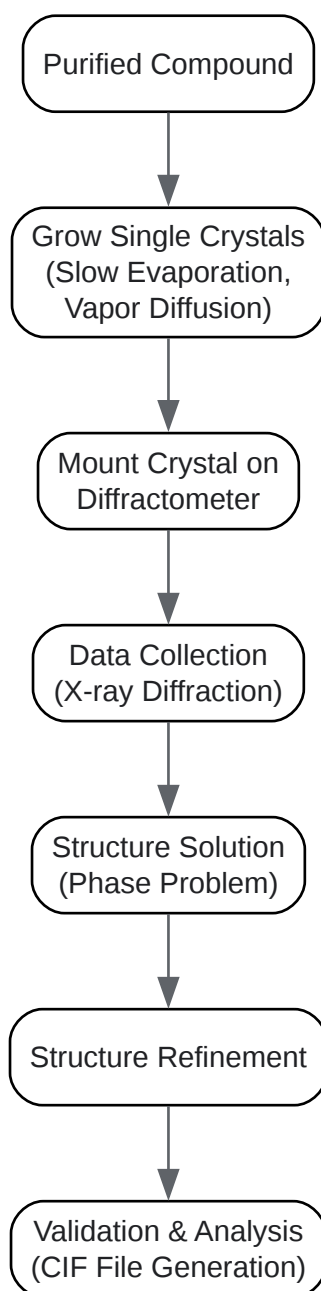 Purified Compound
Grow Single Crystals
(Slow Evaporation,
Vapor Diffusion)
Mount Crystal on
Diffractometer
Data Collection
(X-ray Diffraction)
Structure Solution
(Phase Problem)
Structure Refinement
Validation & Analysis
(CIF File Generation)